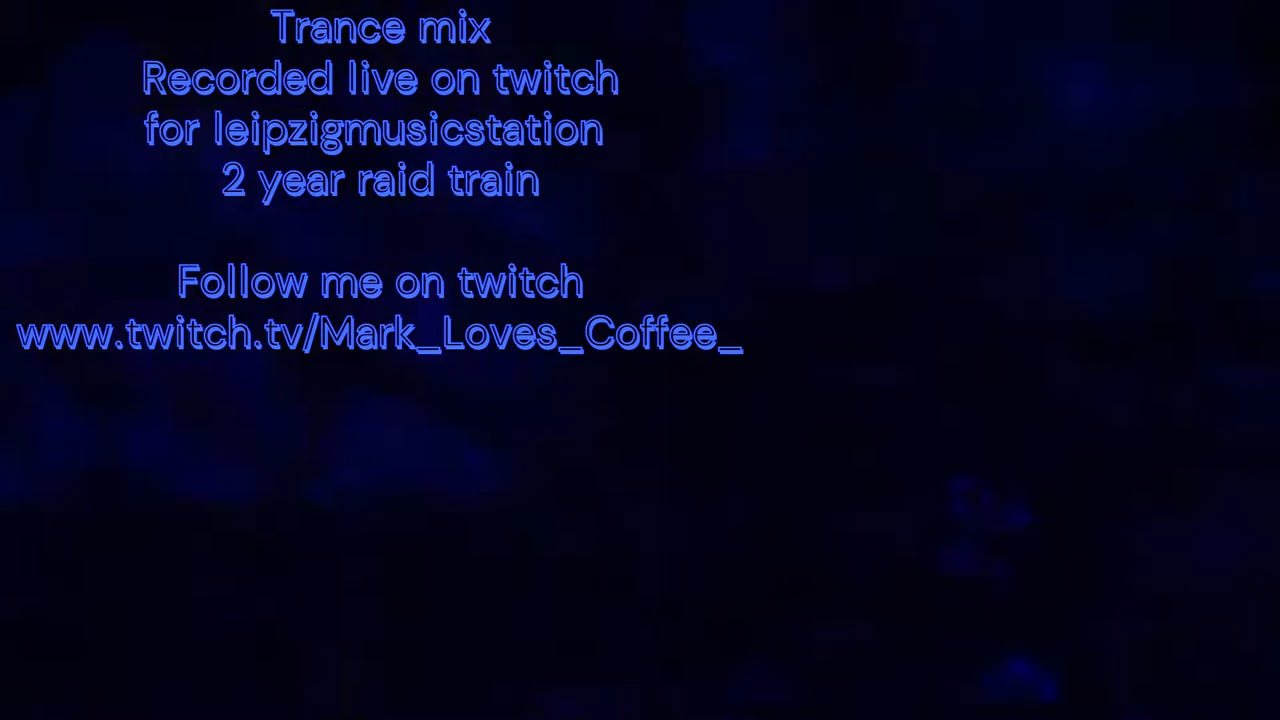 Trance mix
Recorded live on twitch
for leipzigmusicstation
2 year raid train
Follow me on twitch
www.twitch.tv/Mark_Loves_Coffee_